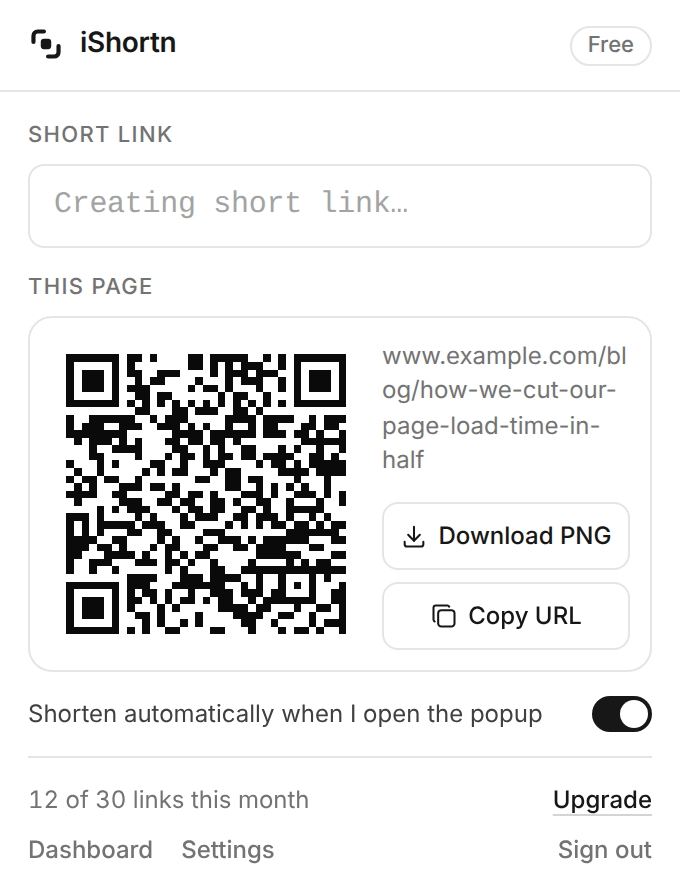 iShortn
Free
SHORT LINK
Creating short link…
THIS PAGE
www.example.com/bl
og/how-we-cut-our-
page-load-time-in-
half
Download PNG
Copy URL
Shorten automatically when I open the popup
12 of 30 links this month
Upgrade
Dashboard Settings
Sign out